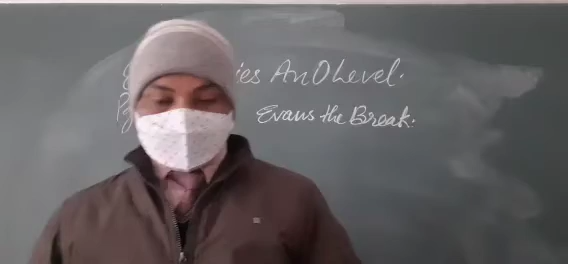 ies An O Level.
Evans the Break.